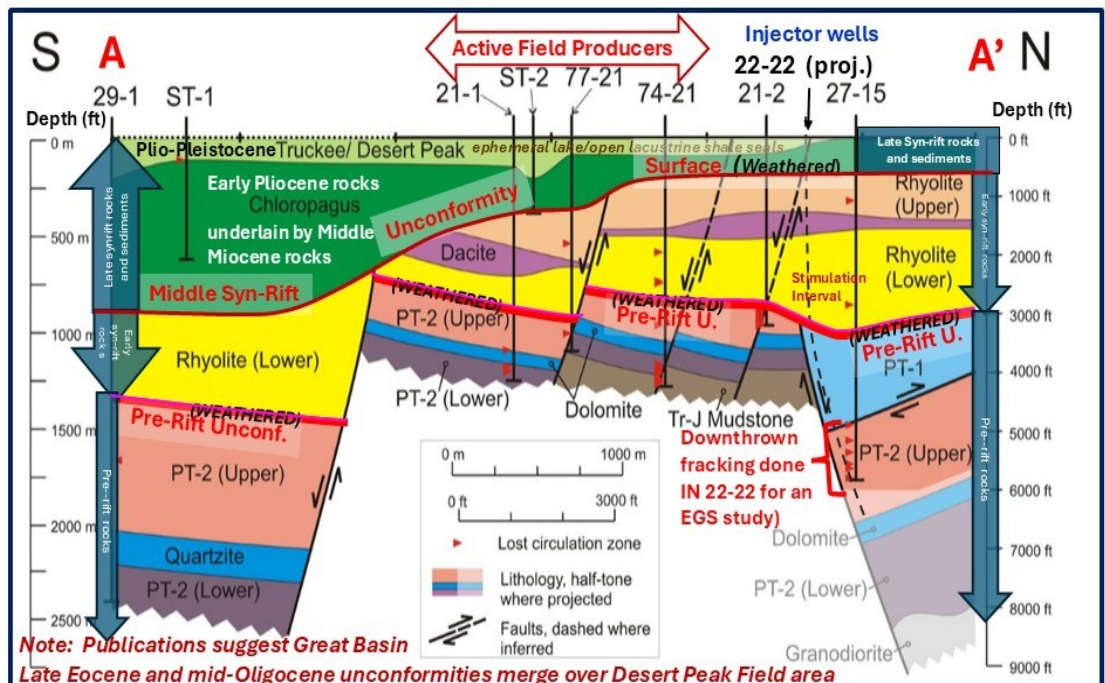 S A
A' N
Active Field Producers
Injector wells
22-22 (proj.)
29-1
ST-1
21-1
ST-2
77-21
74-21
21-2
27-15
Depth (ft)
Depth (ft)
0 m
500 m
1000 m
1500 m
2000 m
2500 m
0 ft
1000 ft
2000 ft
3000 ft
4000 ft
5000 ft
6000 ft
7000 ft
8000 ft
9000 ft
Plio-Pleistocene
Truckee/ Desert Peak
ephemeral lake/open lacustrine shale seals
Late Syn-rift rocks
and sediments
Late synrift rocks
and sediments
Early
syn-rift
rock s
Pre--rift rocks
Early syn-rift rocks
Pre--rift rocks
Early Pliocene rocks
Chloropagus
underlain by Middle
Miocene rocks
Middle Syn-Rift
Unconformity
Surface
(Weathered)
Dacite
Rhyolite
(Upper)
Rhyolite
(Lower)
Stimulation
Interval
Rhyolite (Lower)
(WEATHERED)
Pre-Rift Unconf.
PT-2 (Upper)
Quartzite
PT-2 (Lower)
(WEATHERED)
PT-2 (Upper)
PT-2 (Lower)
Dolomite
(WEATHERED)
Pre-Rift U.
Tr-J Mudstone
(WEATHERED)
Pre-Rift U.
PT-1
PT-2 (Upper)
Downthrown
fracking done
IN 22-22 for an
EGS study)
Dolomite
PT-2 (Lower)
Granodiorite
0 m
1000 m
0 ft
3000 ft
Lost circulation zone
Lithology, half-tone
where projected
Faults, dashed where
inferred
Note: Publications suggest Great Basin
Late Eocene and mid-Oligocene unconformities merge over Desert Peak Field area